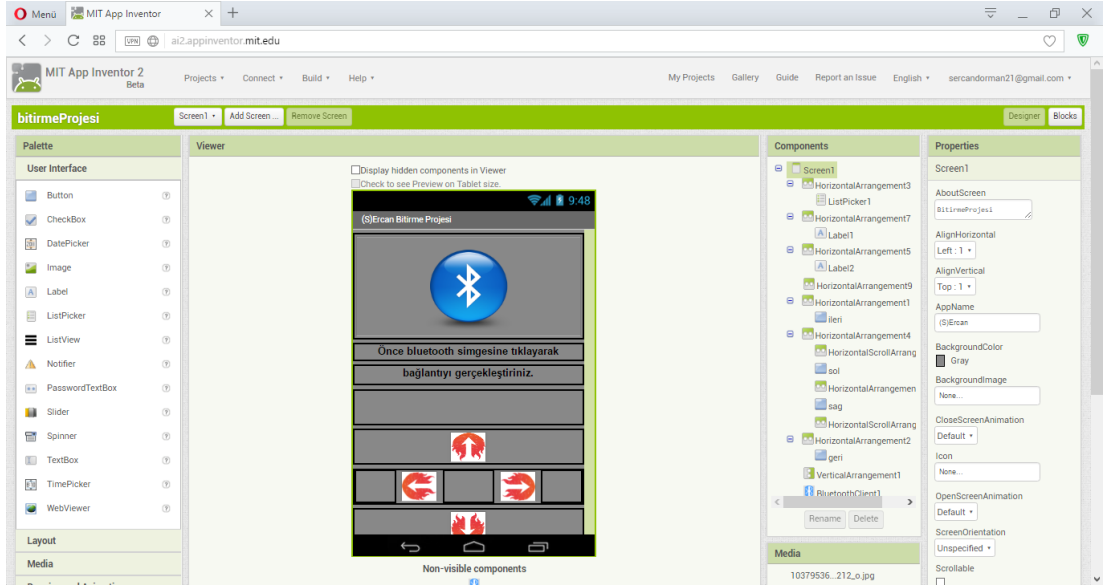 Menü MIT App Inventor
VPN ai2.appinventor.mit.edu
MIT App Inventor 2
Beta
Projects Connect Build Help My Projects Gallery Guide Report an Issue English sercandorman21@gmail.com
bitirmeProjesi Screen1 Add Screen ... Remove Screen Designer Blocks
Palette
User Interface
Button
CheckBox
DatePicker
Image
Label
ListPicker
ListView
Notifier
PasswordTextBox
Slider
Spinner
TextBox
TimePicker
WebViewer
Layout
Media
Viewer
Display hidden components in Viewer
Check to see Preview on Tablet size.
9:48
(S)Ercan Bitirme Projesi
Önce bluetooth simgesine tıklayarak
bağlantıyı gerçekleştiriniz.
Non-visible components
Components
Screen1
HorizontalArrangement3
ListPicker1
HorizontalArrangement7
Label1
HorizontalArrangement5
Label2
HorizontalArrangement9
HorizontalArrangement1
ileri
HorizontalArrangement4
HorizontalScrollArrang
sol
HorizontalArrangemen
sag
HorizontalScrollArrang
HorizontalArrangement2
geri
VerticalArrangement1
BluetoothClient1
Rename Delete
Media
10379536...212_o.jpg
Properties
Screen1
AboutScreen
BitirmeProjesi
AlignHorizontal
Left : 1
AlignVertical
Top : 1
AppName
(S)Ercan
BackgroundColor
Gray
BackgroundImage
None...
CloseScreenAnimation
Default
Icon
None...
OpenScreenAnimation
Default
ScreenOrientation
Unspecified
Scrollable